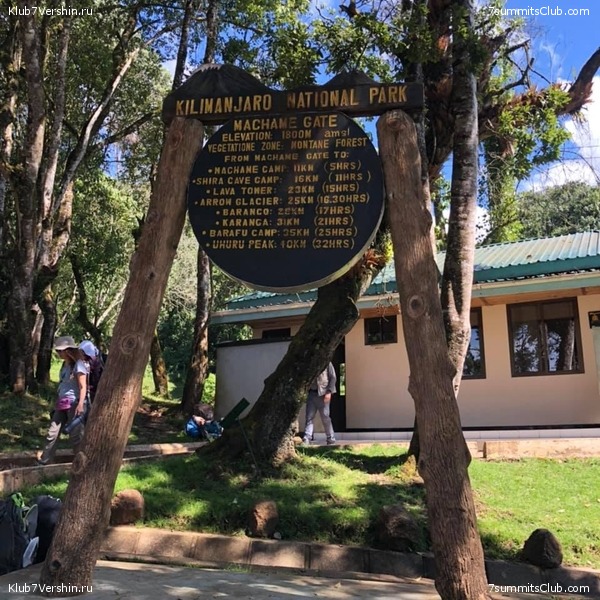 Klub7Vershin.ru
7summitsClub.com
KILIMANJARO NATIONAL PARK
MACHAME GATE
ELEVATION: 1800M amsl
VEGETATIONE ZONE: MONTANE FOREST
FROM MACHAME GATE TO:
• MACHAME CAMP 11KM (5HRS)
• SHIRA CAVE CAMP: 16KM (11HRS)
• LAVA TOWER: 23KM (15HRS)
• ARROW GLACIER: 25KM (16.30HRS)
• BARANCO: 28KM (17HRS)
• KARANGA: 31KM (21HRS)
• BARAFU CAMP: 35KM (25HRS)
• UHURU PEAK: 40KM (32HRS)
Klub7Vershin.ru
7summitsClub.com